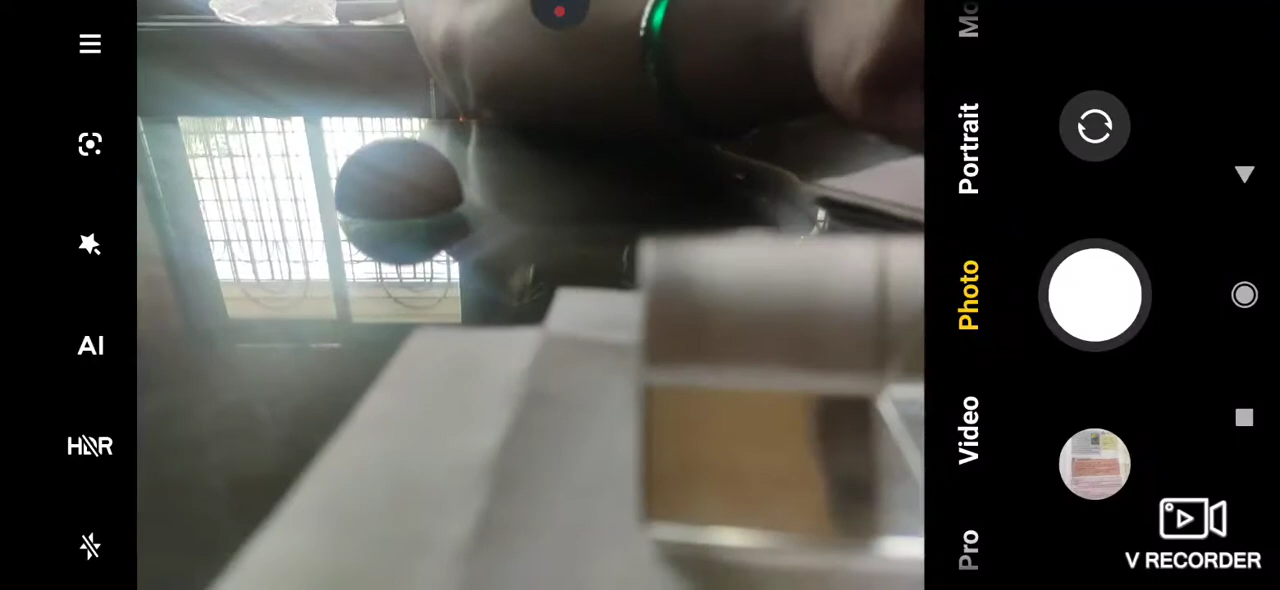 AI
HDR
Mo
Portrait
Photo
Video
Pro
V RECORDER